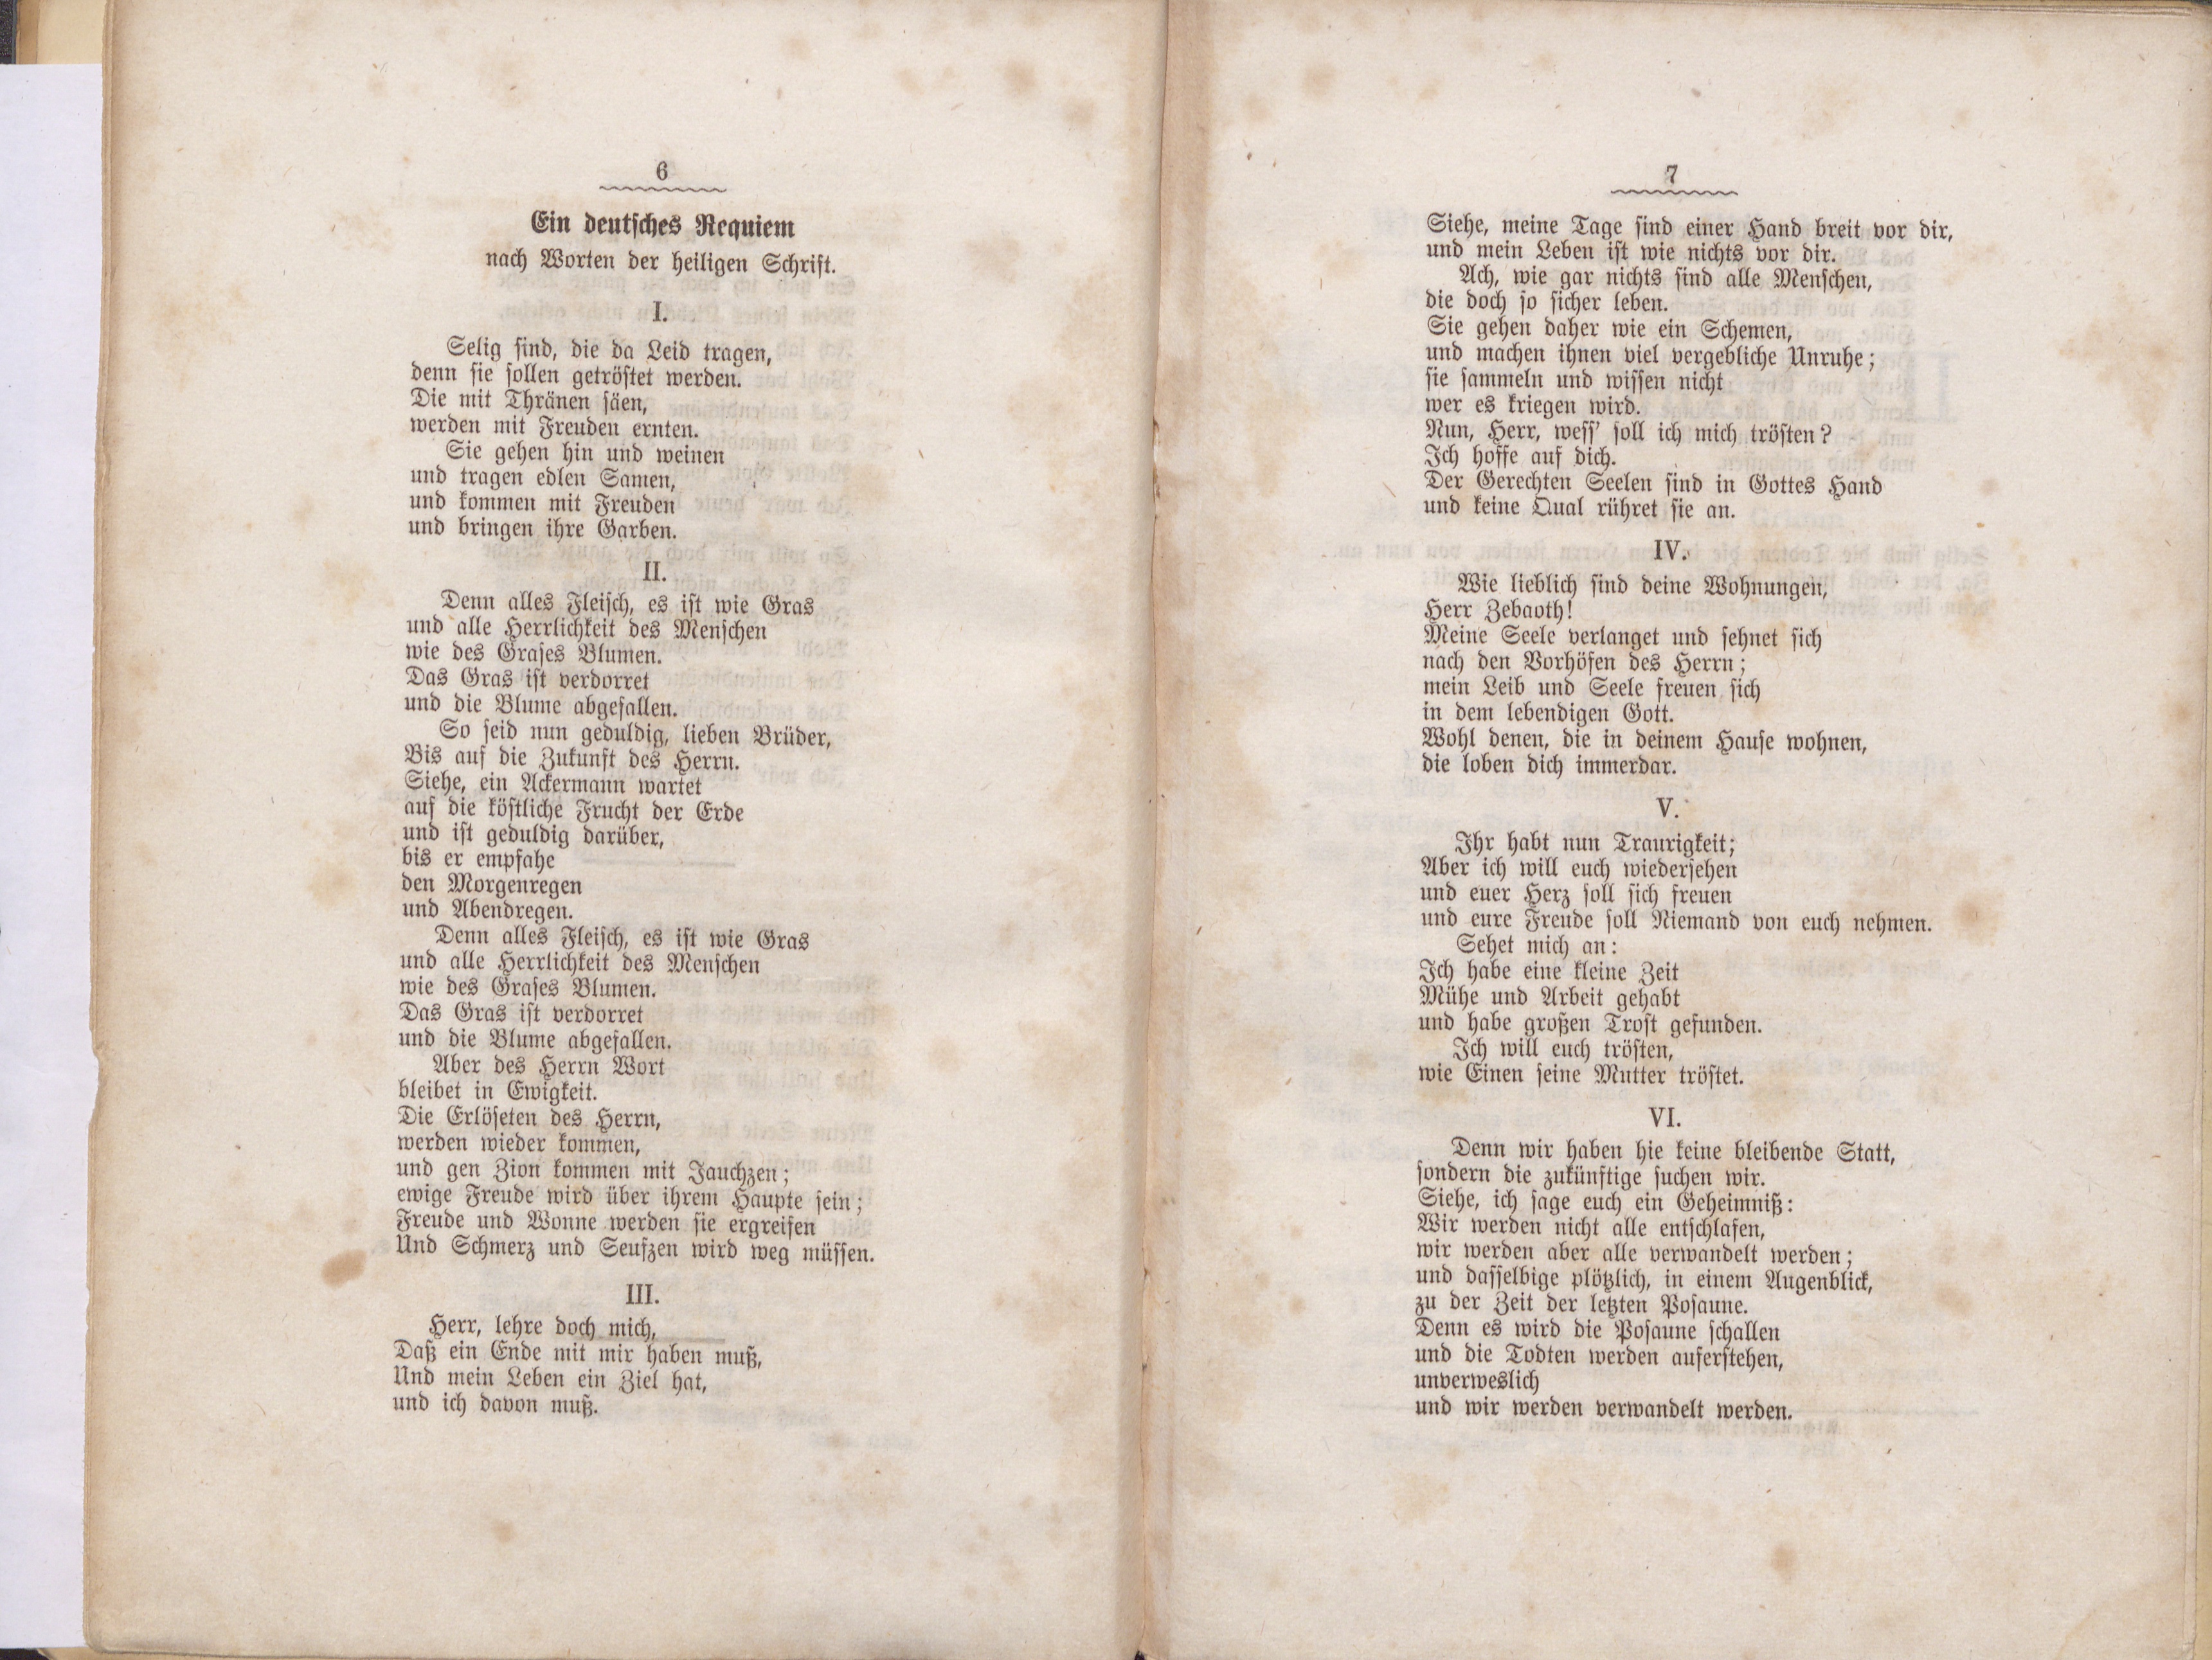 6
Ein deutsches Requiem
nach Worten der heiligen Schrift.
I.
Selig sind, die da Leid tragen,
denn sie sollen getröstet werden.
Die mit Thränen säen,
werden mit Freuden ernten.
Sie gehen hin und weinen
und tragen edlen Samen,
und kommen mit Freuden
und bringen ihre Garben.
II.
Denn alles Fleisch, es ist wie Gras
und alle Herrlichkeit des Menschen
wie des Grases Blumen.
Das Gras ist verdorret
und die Blume abgefallen.
So seid nun geduldig, lieben Brüder,
Bis auf die Zukunft des Herrn.
Siehe, ein Ackermann wartet
auf die köstliche Frucht der Erde
und ist geduldig darüber,
bis er empfahe
den Morgenregen
und Abendregen.
Denn alles Fleisch, es ist wie Gras
und alle Herrlichkeit des Menschen
wie des Grases Blumen.
Das Gras ist verdorret
und die Blume abgefallen.
Aber des Herrn Wort
bleibet in Ewigkeit.
Die Erlöseten des Herrn,
werden wieder kommen,
und gen Zion kommen mit Jauchzen;
ewige Freude wird über ihrem Haupte sein;
Freude und Wonne werden sie ergreifen
Und Schmerz und Seufzen wird weg müssen.
III.
Herr, lehre doch mich,
Daß ein Ende mit mir haben muß,
Und mein Leben ein Ziel hat,
und ich davon muß.
7
Siehe, meine Tage sind einer Hand breit vor dir,
und mein Leben ist wie nichts vor dir.
Ach, wie gar nichts sind alle Menschen,
die doch so sicher leben.
Sie gehen daher wie ein Schemen,
und machen ihnen viel vergebliche Unruhe;
sie sammeln und wissen nicht
wer es kriegen wird.
Nun, Herr, wess' soll ich mich trösten?
Ich hoffe auf dich.
Der Gerechten Seelen sind in Gottes Hand
und keine Qual rühret sie an.
IV.
Wie lieblich sind deine Wohnungen,
Herr Zebaoth!
Meine Seele verlanget und sehnet sich
nach den Vorhöfen des Herrn;
mein Leib und Seele freuen sich
in dem lebendigen Gott.
Wohl denen, die in deinem Hause wohnen,
die loben dich immerdar.
V.
Ihr habt nun Traurigkeit;
Aber ich will euch wiedersehen
und euer Herz soll sich freuen
und eure Freude soll Niemand von euch nehmen.
Sehet mich an:
Ich habe eine kleine Zeit
Mühe und Arbeit gehabt
und habe großen Trost gefunden.
Ich will euch trösten,
wie Einen seine Mutter tröstet.
VI.
Denn wir haben hie keine bleibende Statt,
sondern die zukünftige suchen wir.
Siehe, ich sage euch ein Geheimniß:
Wir werden nicht alle entschlafen,
wir werden aber alle verwandelt werden;
und dasselbige plötzlich, in einem Augenblick,
zu der Zeit der letzten Posaune.
Denn es wird die Posaune schallen
und die Todten werden auferstehen,
unverweslich
und wir werden verwandelt werden.